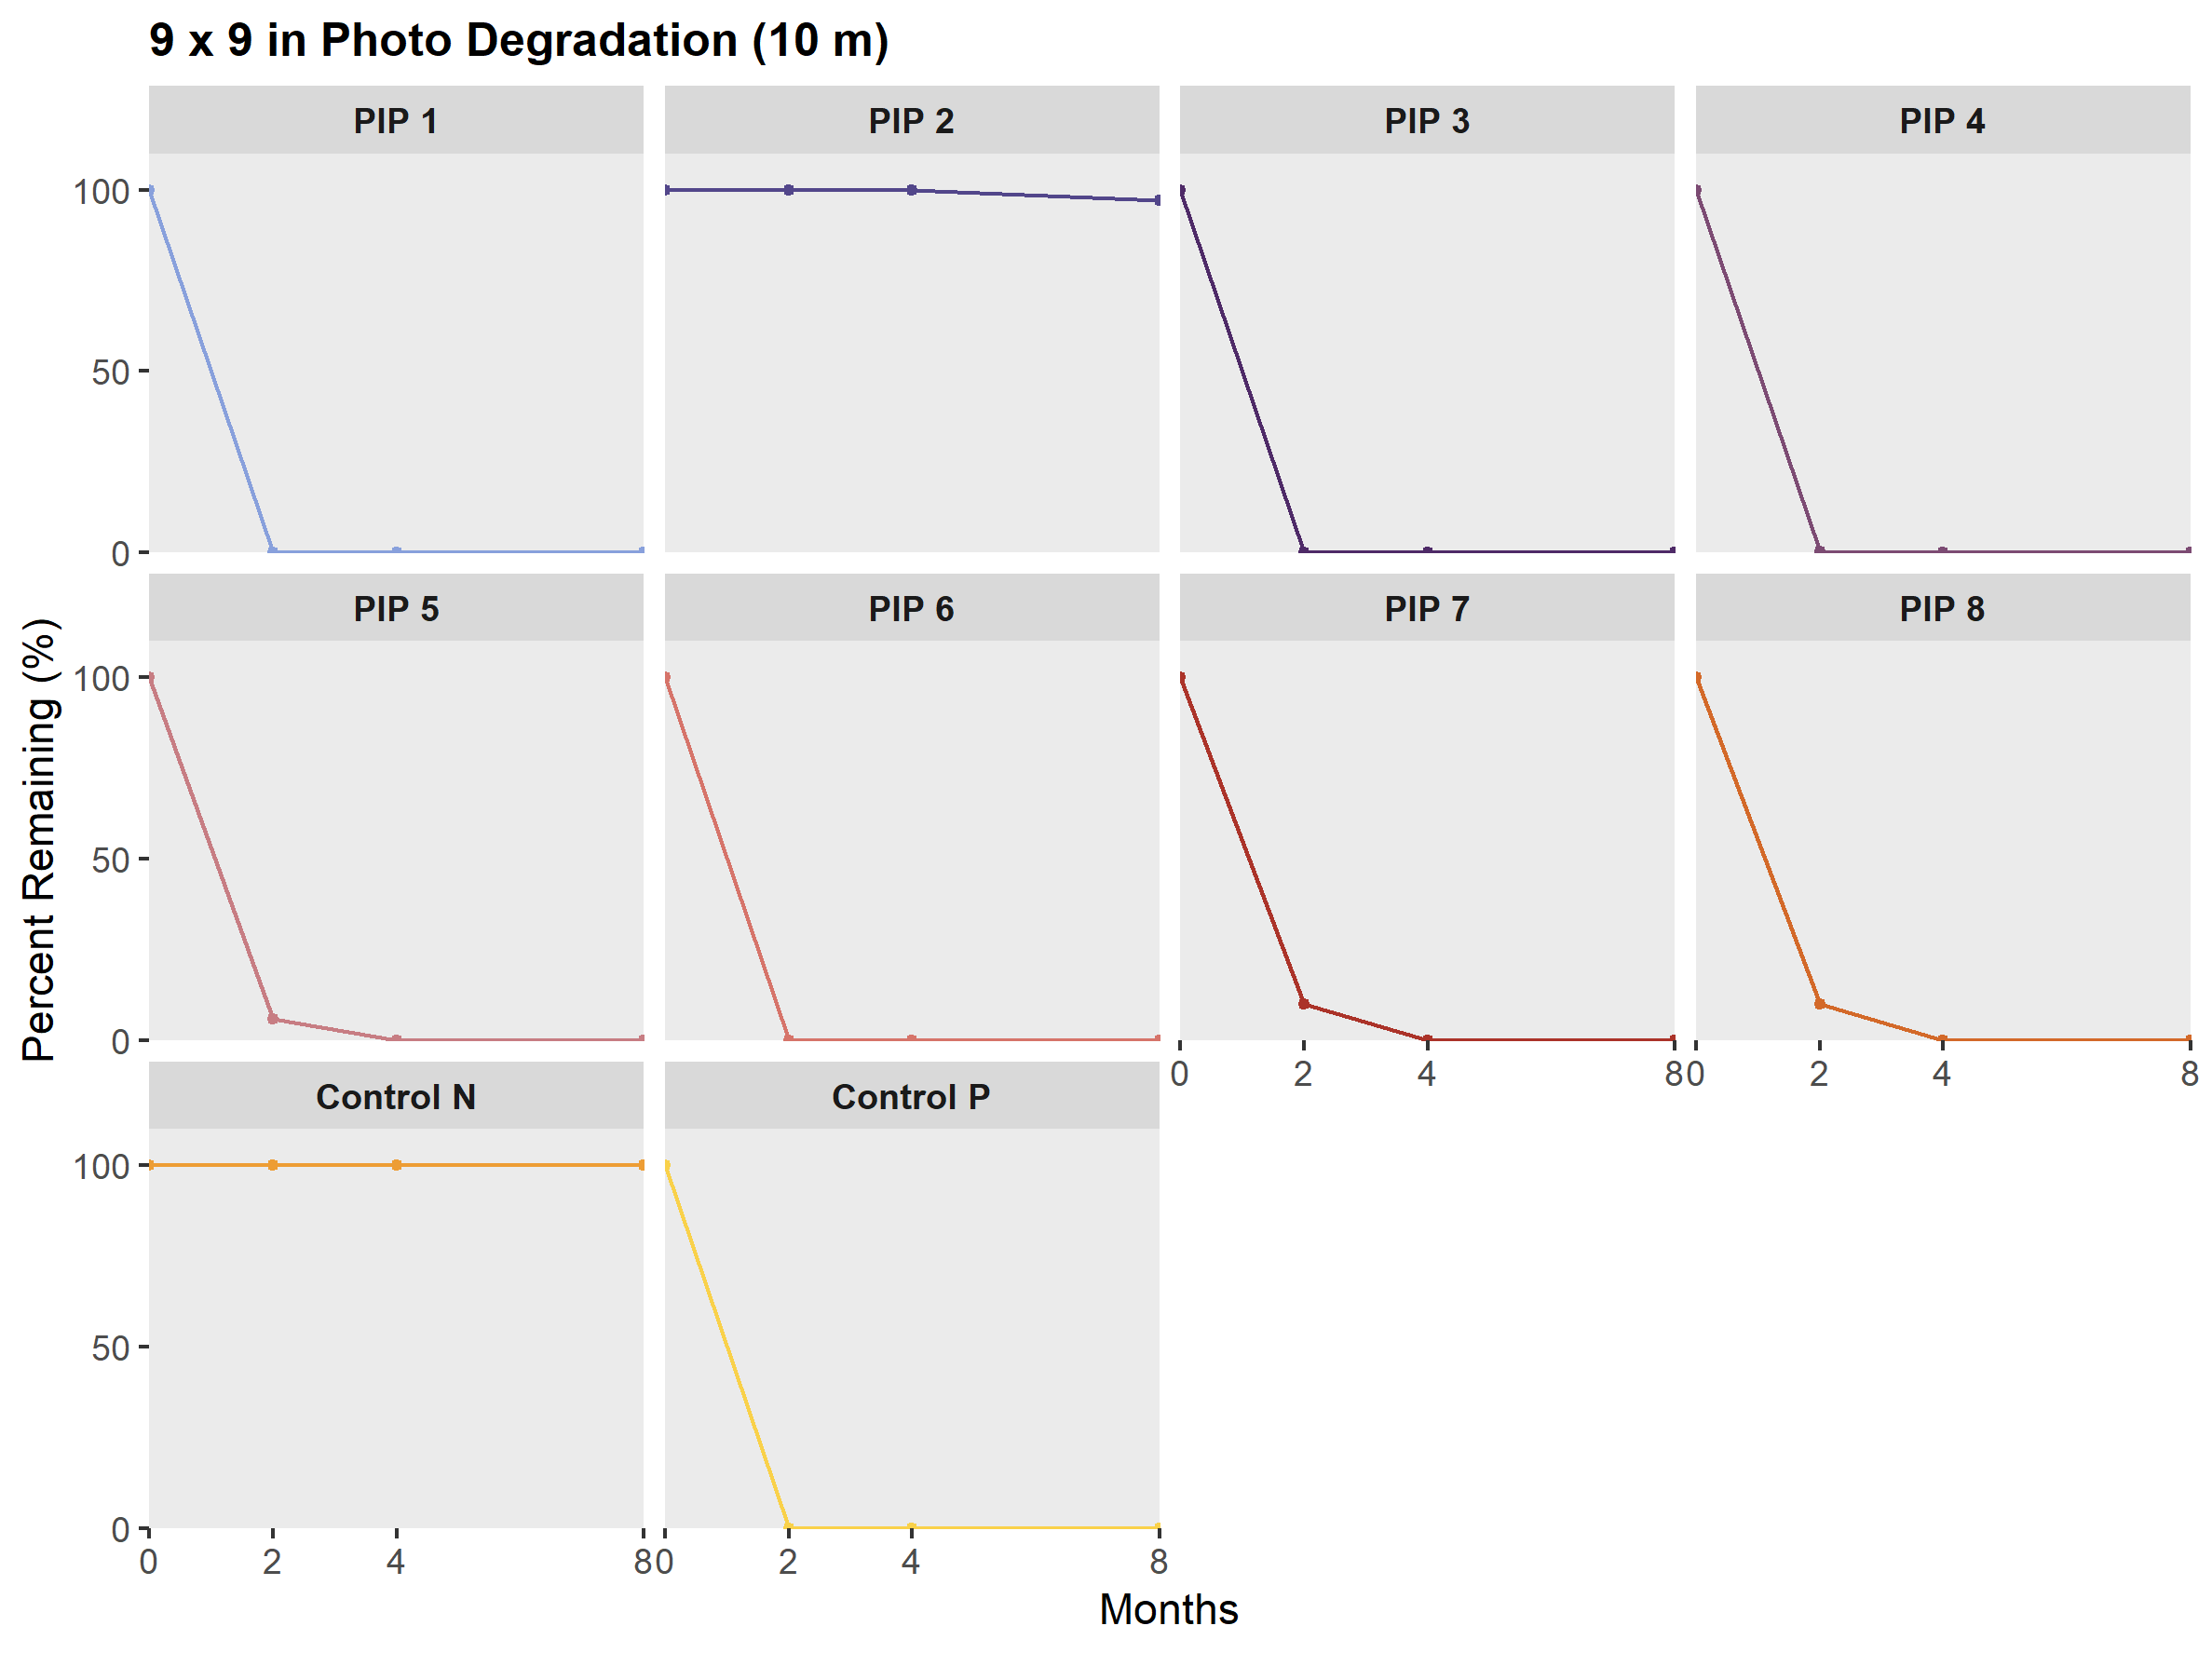 9 x 9 in Photo Degradation (10 m)
PIP 1 PIP 2 PIP 3 PIP 4
100
50
0
PIP 5 PIP 6 PIP 7 PIP 8
Percent Remaining (%)
100
50
0
0 2 4 8 0 2 4 8
Control N Control P
100
50
0
0 2 4 8 0 2 4 8
Months